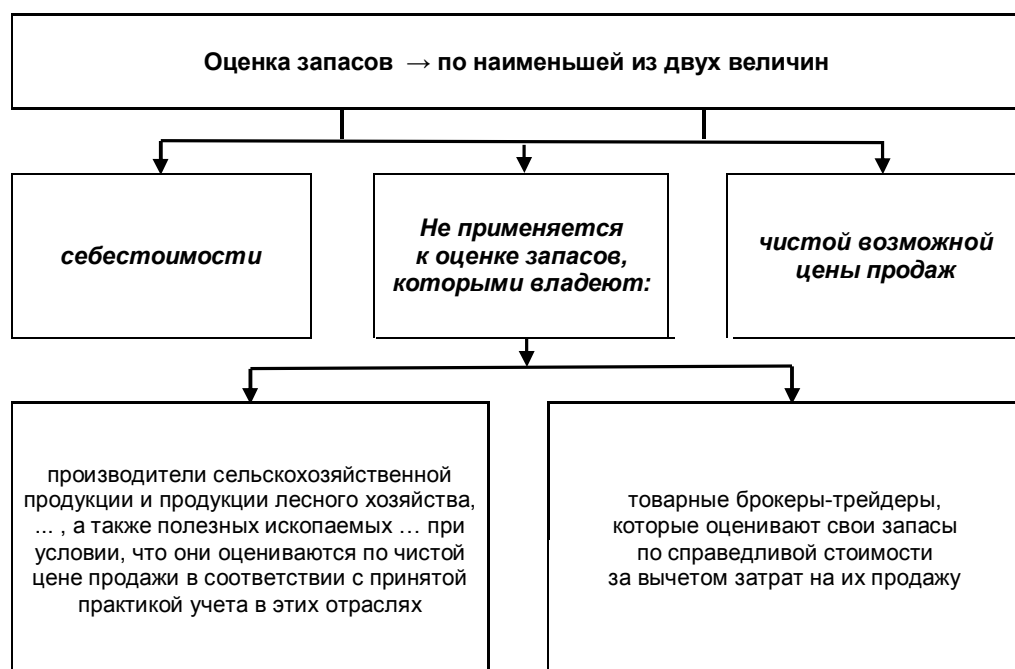 Оценка запасов → по наименьшей из двух величин
себестоимости
Не применяется
к оценке запасов,
которыми владеют:
чистой возможной
цены продаж
производители сельскохозяйственной
продукции и продукции лесного хозяйства,
... , а также полезных ископаемых … при
условии, что они оцениваются по чистой
цене продажи в соответствии с принятой
практикой учета в этих отраслях
товарные брокеры-трейдеры,
которые оценивают свои запасы
по справедливой стоимости
за вычетом затрат на их продажу